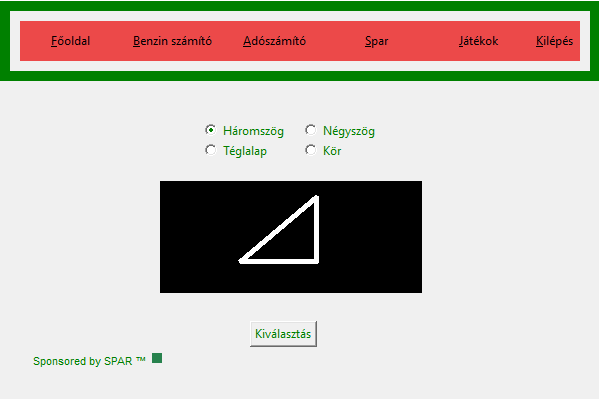 Főoldal Benzin számító Adószámító Spar Játékok Kilépés
Háromszög Négyszög
Téglalap Kör
Kiválasztás
Sponsored by SPAR ™